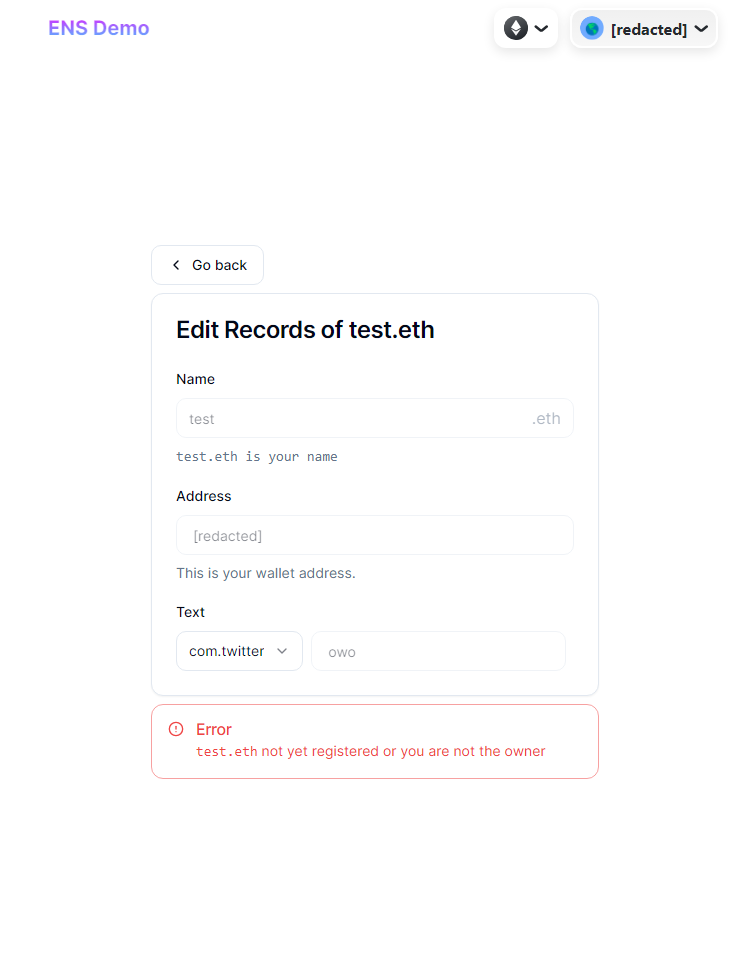 ENS Demo
[redacted]
Go back
Edit Records of test.eth
Name
test .eth
test.eth is your name
Address
[redacted]
This is your wallet address.
Text
com.twitter owo
Error
test.eth not yet registered or you are not the owner